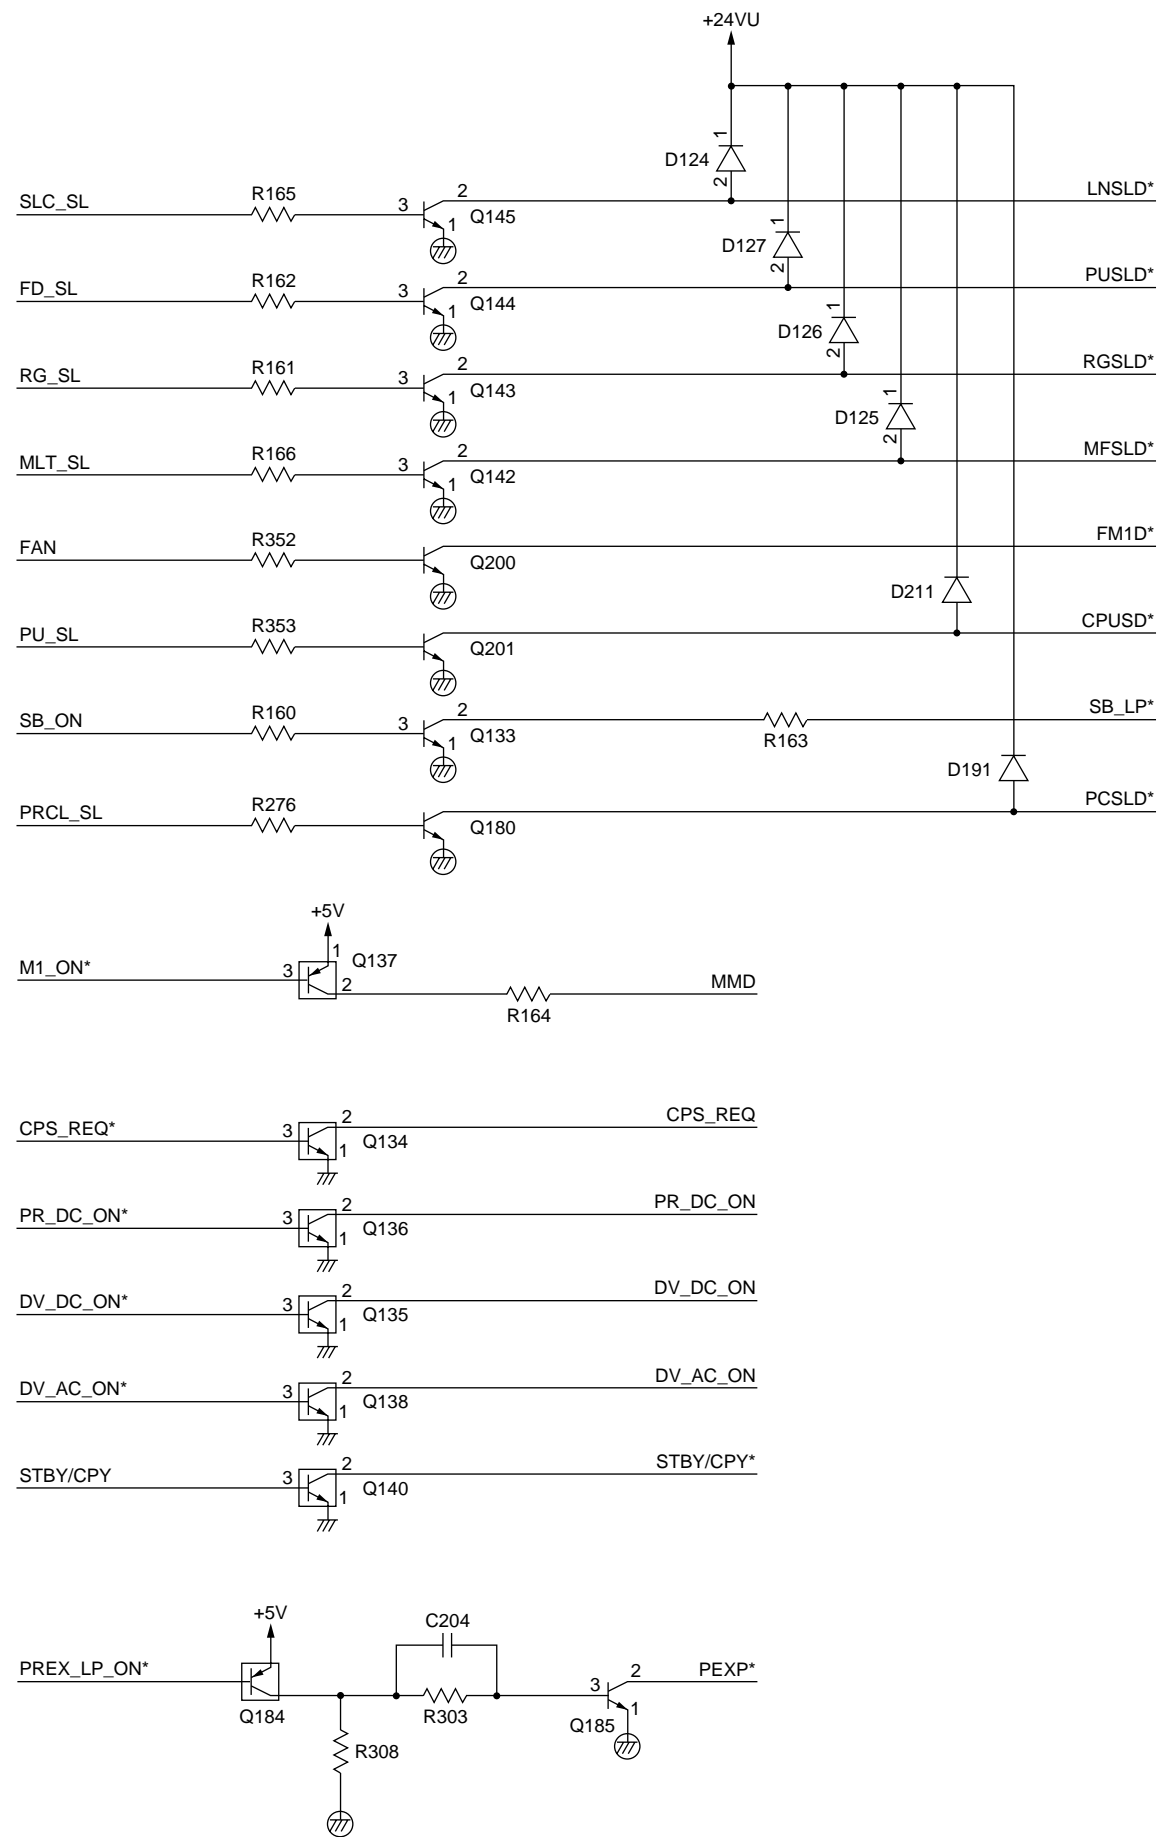 +24VU
1
D124
2
SLC_SL
R165
3
2
1
Q145
LNSLD*
1
D127
2
FD_SL
R162
3
2
1
Q144
PUSLD*
1
D126
2
RG_SL
R161
3
2
1
Q143
RGSLD*
1
D125
2
MLT_SL
R166
3
2
1
Q142
MFSLD*
FAN
R352
Q200
FM1D*
D211
PU_SL
R353
Q201
CPUSD*
SB_ON
R160
3
2
1
Q133
R163
SB_LP*
D191
PRCL_SL
R276
Q180
PCSLD*
+5V
M1_ON*
3
1
2
Q137
R164
MMD
CPS_REQ*
3
2
1
Q134
CPS_REQ
PR_DC_ON*
3
2
1
Q136
PR_DC_ON
DV_DC_ON*
3
2
1
Q135
DV_DC_ON
DV_AC_ON*
3
2
1
Q138
DV_AC_ON
STBY/CPY
3
2
1
Q140
STBY/CPY*
+5V
C204
PREX_LP_ON*
Q184
R303
3
2
1
Q185
PEXP*
R308